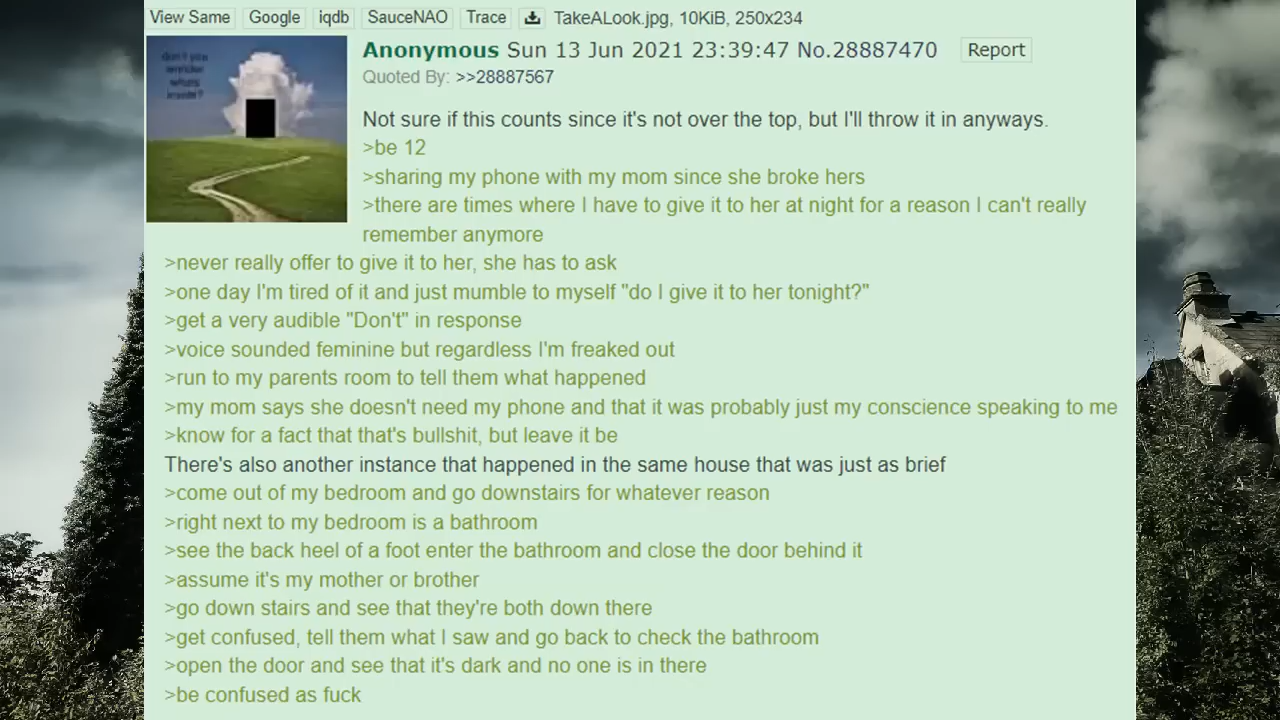 View Same Google iqdb SauceNAO Trace TakeALook.jpg, 10KiB, 250x234
don't you
wonder
whats
inside?
Anonymous Sun 13 Jun 2021 23:39:47 No.28887470 Report
Quoted By: >>28887567
Not sure if this counts since it's not over the top, but I'll throw it in anyways.
>be 12
>sharing my phone with my mom since she broke hers
>there are times where I have to give it to her at night for a reason I can't really
remember anymore
>never really offer to give it to her, she has to ask
>one day I'm tired of it and just mumble to myself "do I give it to her tonight?"
>get a very audible "Don't" in response
>voice sounded feminine but regardless I'm freaked out
>run to my parents room to tell them what happened
>my mom says she doesn't need my phone and that it was probably just my conscience speaking to me
>know for a fact that that's bullshit, but leave it be
There's also another instance that happened in the same house that was just as brief
>come out of my bedroom and go downstairs for whatever reason
>right next to my bedroom is a bathroom
>see the back heel of a foot enter the bathroom and close the door behind it
>assume it's my mother or brother
>go down stairs and see that they're both down there
>get confused, tell them what I saw and go back to check the bathroom
>open the door and see that it's dark and no one is in there
>be confused as fuck